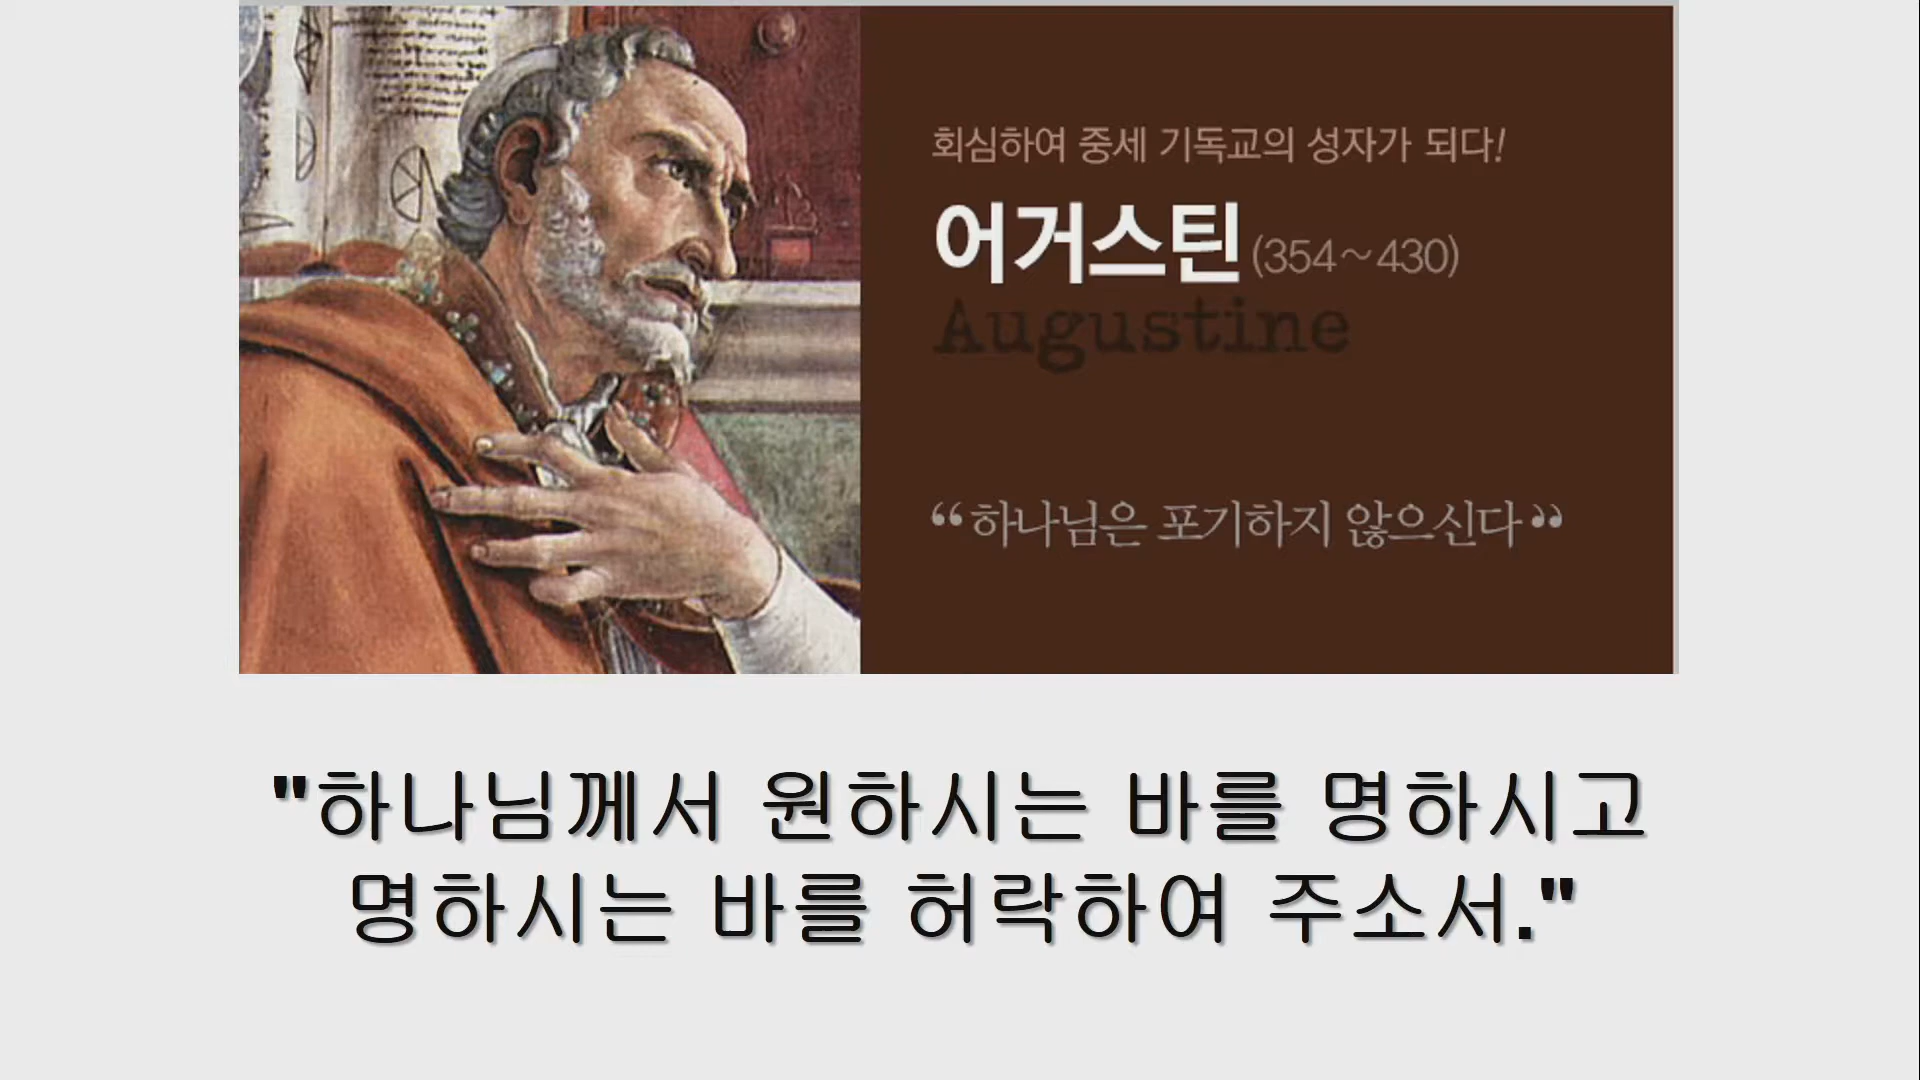 회심하여 중세 기독교의 성자가 되다!
어거스틴 (354~430)
Augustine
“하나님은 포기하지 않으신다”
"하나님께서 원하시는 바를 명하시고
명하시는 바를 허락하여 주소서."